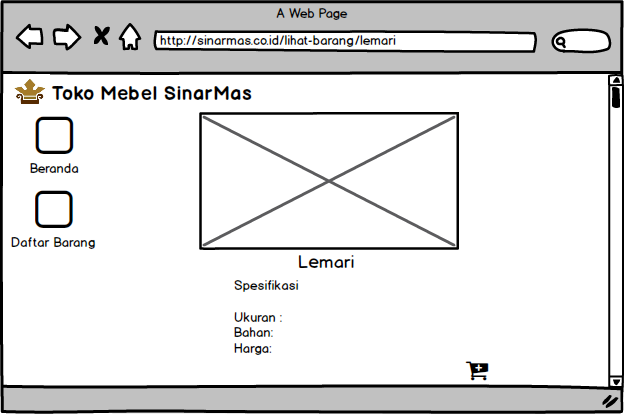 A Web Page
http://sinarmas.co.id/lihat-barang/lemari
Toko Mebel SinarMas
Beranda
Daftar Barang
Lemari
Spesifikasi
Ukuran :
Bahan:
Harga: